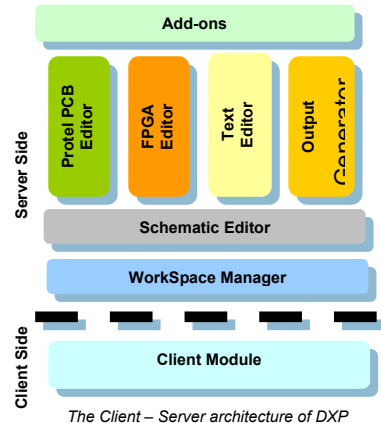 Add-ons
Server Side
Protel PCB
Editor
FPGA
Editor
Text
Editor
Output
Generator
Schematic Editor
WorkSpace Manager
Client Side
Client Module
The Client – Server architecture of DXP